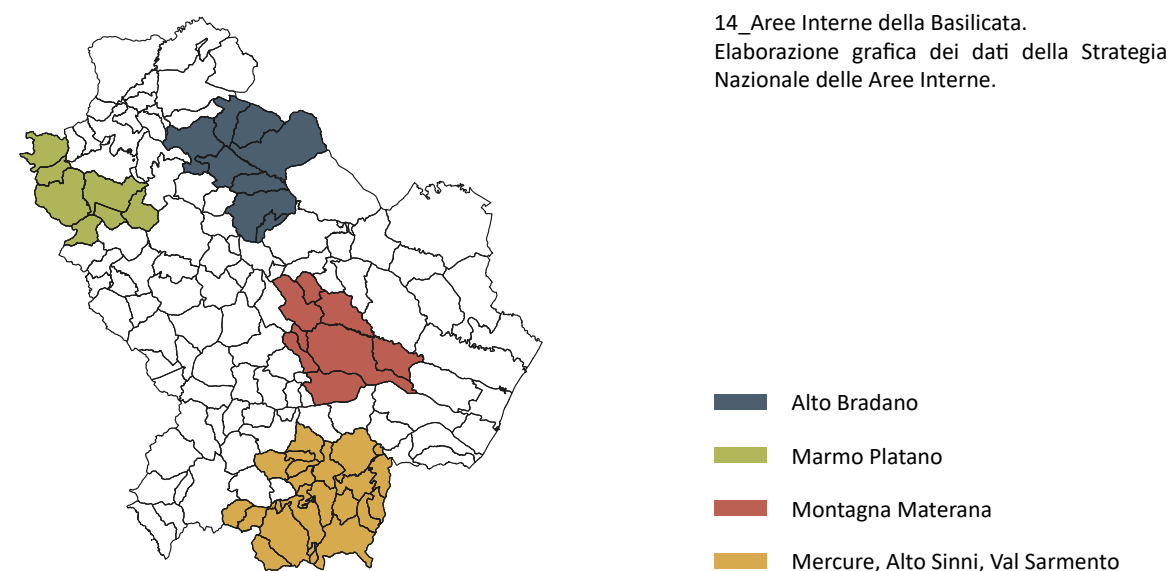 14_Aree Interne della Basilicata.
Elaborazione grafica dei dati della Strategia
Nazionale delle Aree Interne.
Alto Bradano
Marmo Platano
Montagna Materana
Mercure, Alto Sinni, Val Sarmento